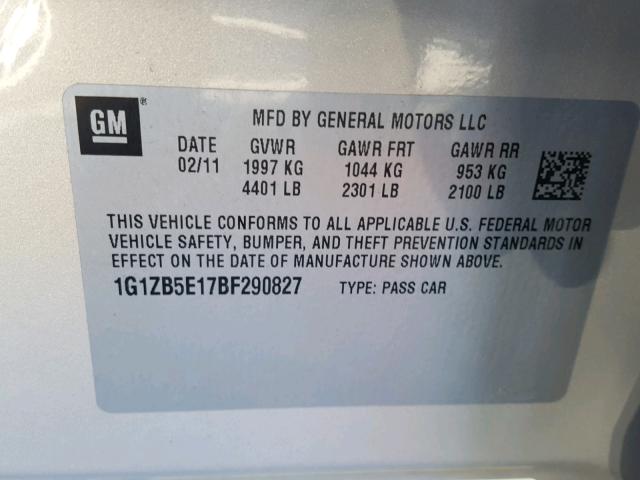 GM®
MFD BY GENERAL MOTORS LLC
DATE GVWR GAWR FRT GAWR RR
02/11 1997 KG 1044 KG 953 KG
4401 LB 2301 LB 2100 LB
THIS VEHICLE CONFORMS TO ALL APPLICABLE U.S. FEDERAL MOTOR
VEHICLE SAFETY, BUMPER, AND THEFT PREVENTION STANDARDS IN
EFFECT ON THE DATE OF MANUFACTURE SHOWN ABOVE.
1G1ZB5E17BF290827 TYPE: PASS CAR